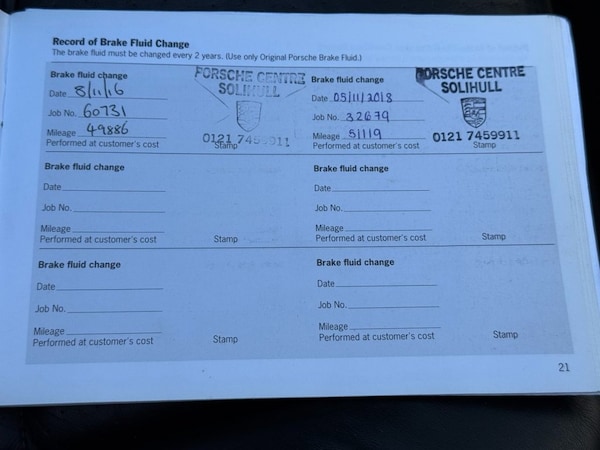 Record of Brake Fluid Change
The brake fluid must be changed every 2 years. (Use only Original Porsche Brake Fluid.)
Brake fluid change
Date 8/11/16
Job No. 60731
Mileage 49886
Performed at customer's cost
PORSCHE CENTRE
SOLIHULL
0121 7459911
Stamp
Brake fluid change
Date 05/11/2018
Job No. 32679
Mileage 51119
Performed at customer's cost
PORSCHE CENTRE
SOLIHULL
0121 7459911
Stamp
Brake fluid change
Date
Job No.
Mileage
Performed at customer's cost
Stamp
Brake fluid change
Date
Job No.
Mileage
Performed at customer's cost
Stamp
Brake fluid change
Date
Job No.
Mileage
Performed at customer's cost
Stamp
Brake fluid change
Date
Job No.
Mileage
Performed at customer's cost
Stamp
21